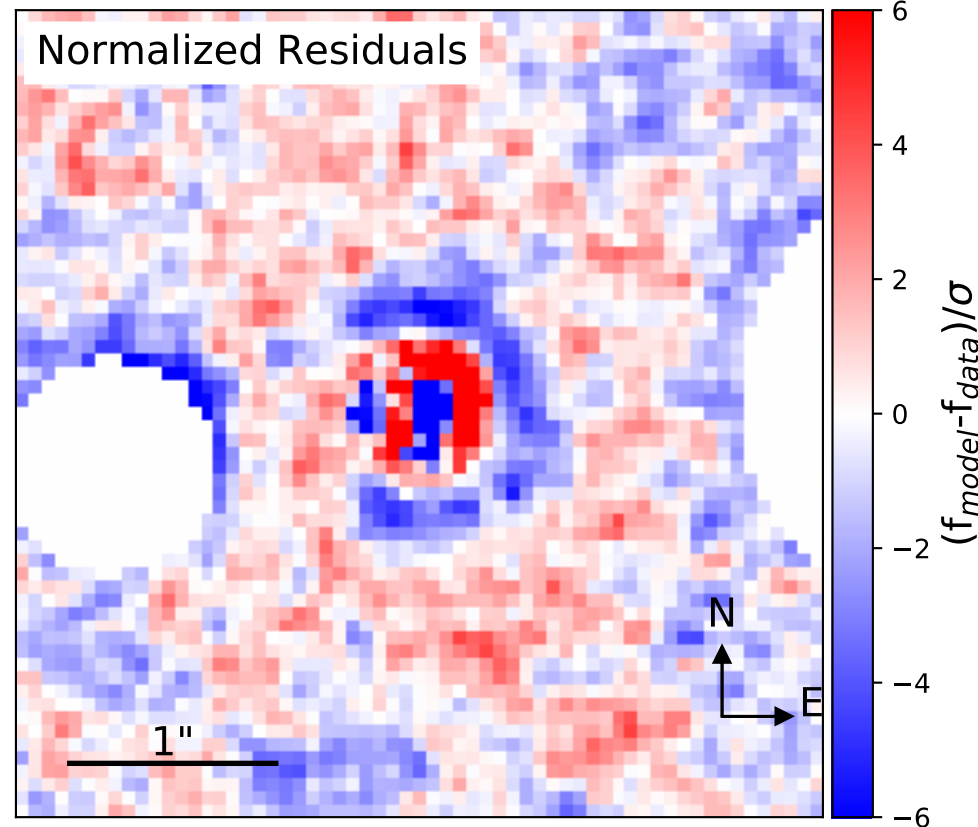 Normalized Residuals
6
4
2
0
−2
−4
−6
(f_model-f_data)/σ
N
E
1"